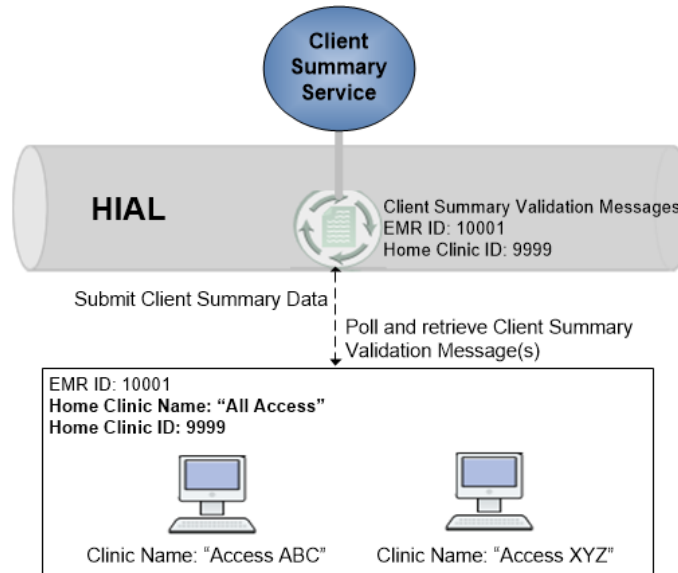 Client
Summary
Service
HIAL
Client Summary Validation Messages
EMR ID: 10001
Home Clinic ID: 9999
Submit Client Summary Data
Poll and retrieve Client Summary
Validation Message(s)
EMR ID: 10001
Home Clinic Name: “All Access”
Home Clinic ID: 9999
Clinic Name: “Access ABC”
Clinic Name: “Access XYZ”